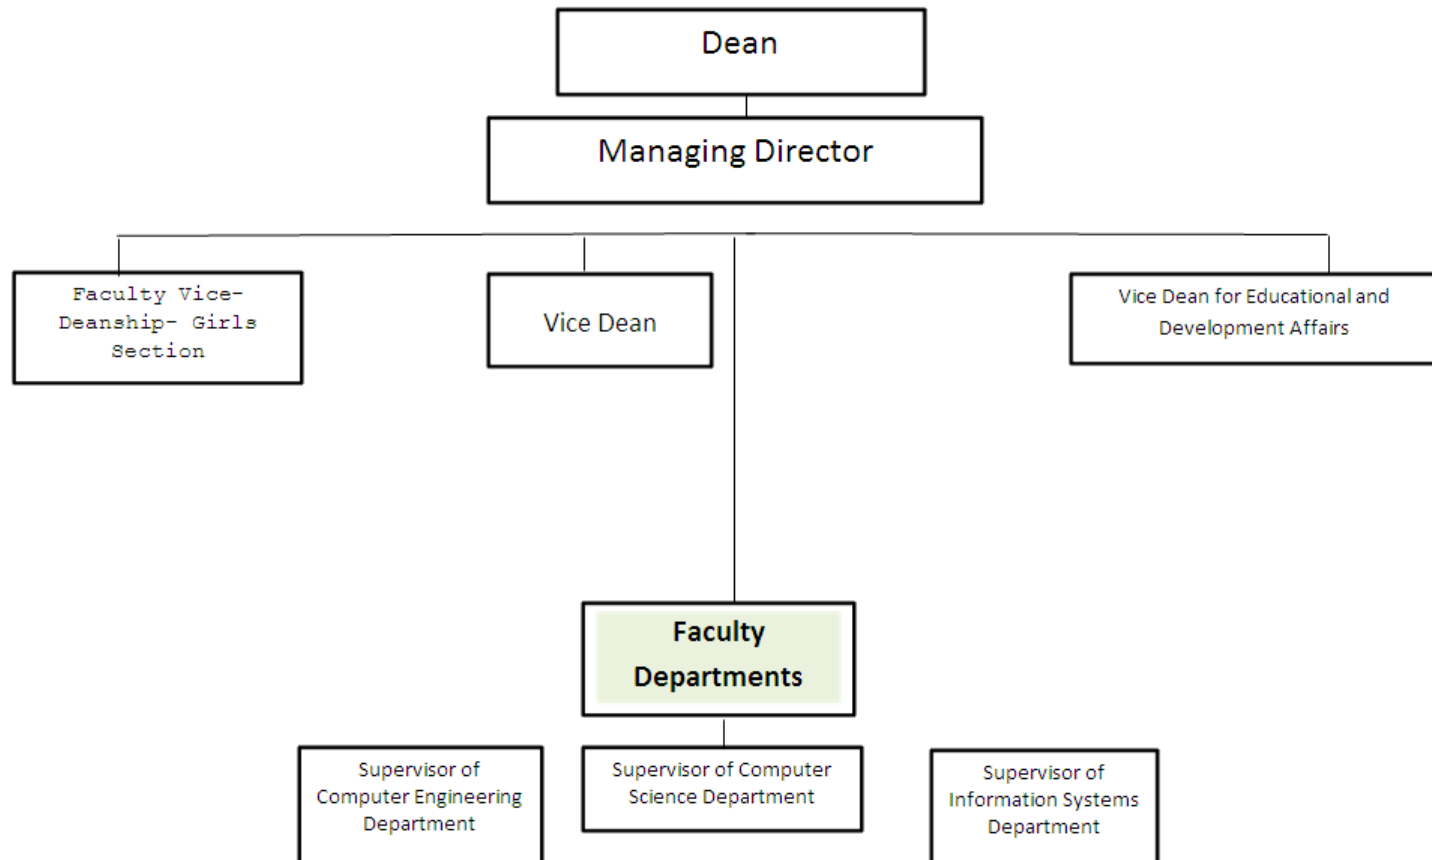 Dean
Managing Director
Faculty Vice-
Deanship- Girls
Section
Vice Dean
Vice Dean for Educational and
Development Affairs
Faculty
Departments
Supervisor of
Computer Engineering
Department
Supervisor of Computer
Science Department
Supervisor of
Information Systems
Department